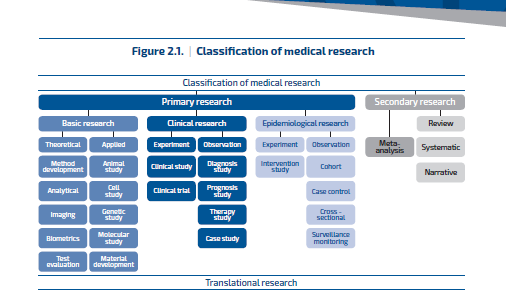 Figure 2.1. | Classification of medical research
Classification of medical research
Primary research
Secondary research
Basic research
Clinical research
Epidemiological research
Review
Theoretical
Applied
Experiment
Observation
Experiment
Observation
Meta-
analysis
Systematic
Method
development
Animal
study
Clinical study
Diagnosis
study
Intervention
study
Cohort
Narrative
Analytical
Cell
study
Clinical trial
Prognosis
study
Case control
Imaging
Genetic
study
Therapy
study
Cross -
sectional
Biometrics
Molecular
study
Case study
Surveillance
monitoring
Test
evaluation
Material
development
Translational research